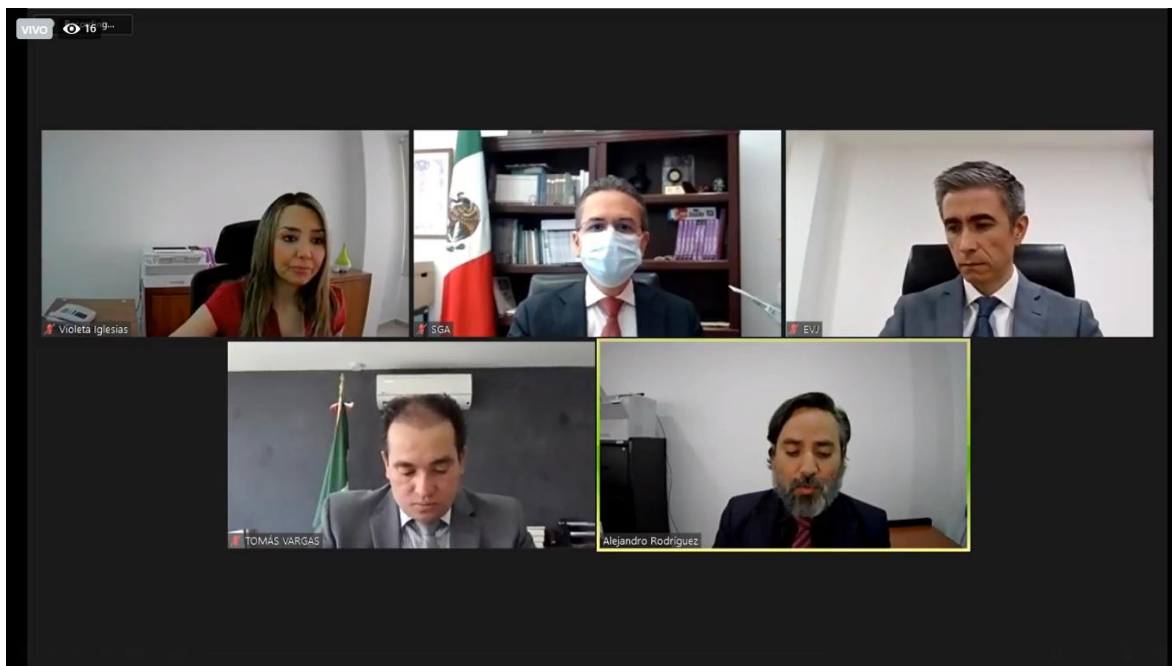 VIVO 16
Violeta Iglesias
SGA
EVJ
TOMÁS VARGAS
Alejandro Rodríguez